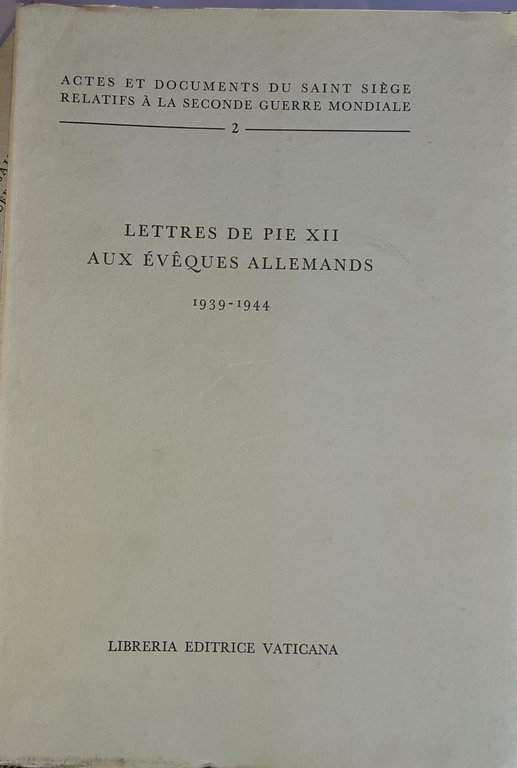 ACTES ET DOCUMENTS DU SAINT SIÈGE
RELATIFS À LA SECONDE GUERRE MONDIALE
2
LETTRES DE PIE XII
AUX ÉVÊQUES ALLEMANDS
1939-1944
LIBRERIA EDITRICE VATICANA